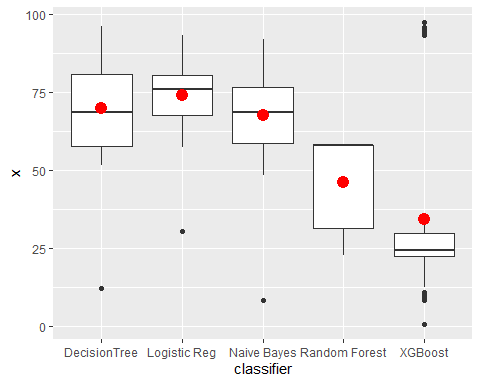 100
75
50
25
0
x
DecisionTree Logistic Reg Naive Bayes Random Forest XGBoost
classifier